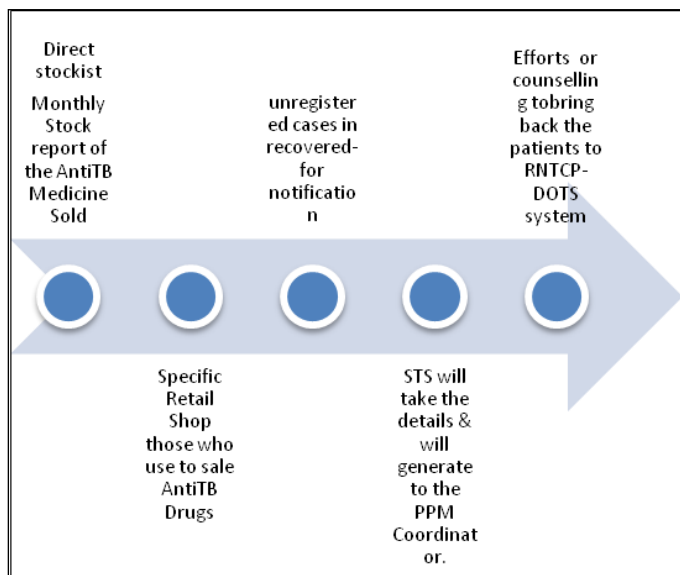 Direct
stockist
Monthly
Stock
report of
the AntiTB
Medicine
Sold
Specific
Retail
Shop
those who
use to sale
AntiTB
Drugs
unregister
ed cases in
recovered-
for
notificatio
n
STS will
take the
details &
will
generate
to the
PPM
Coordinat
or.
Efforts or
counsellin
g tobring
back the
patients to
RNTCP-
DOTS
system